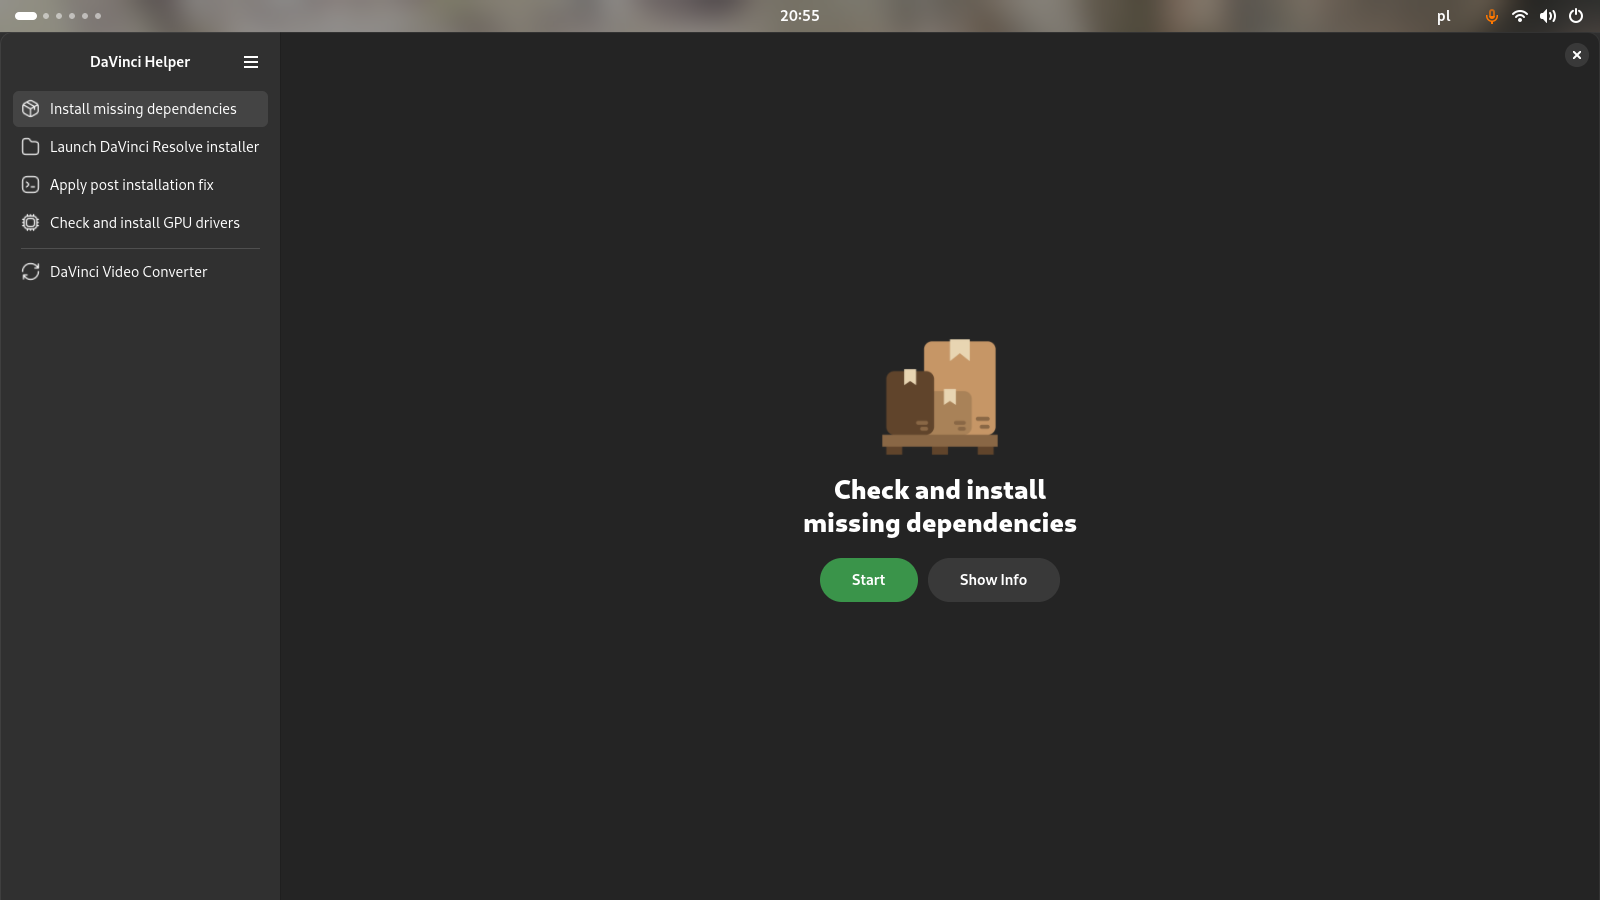 20:55
pl
DaVinci Helper
Install missing dependencies
Launch DaVinci Resolve installer
Apply post installation fix
Check and install GPU drivers
DaVinci Video Converter
Check and install
missing dependencies
Start
Show Info